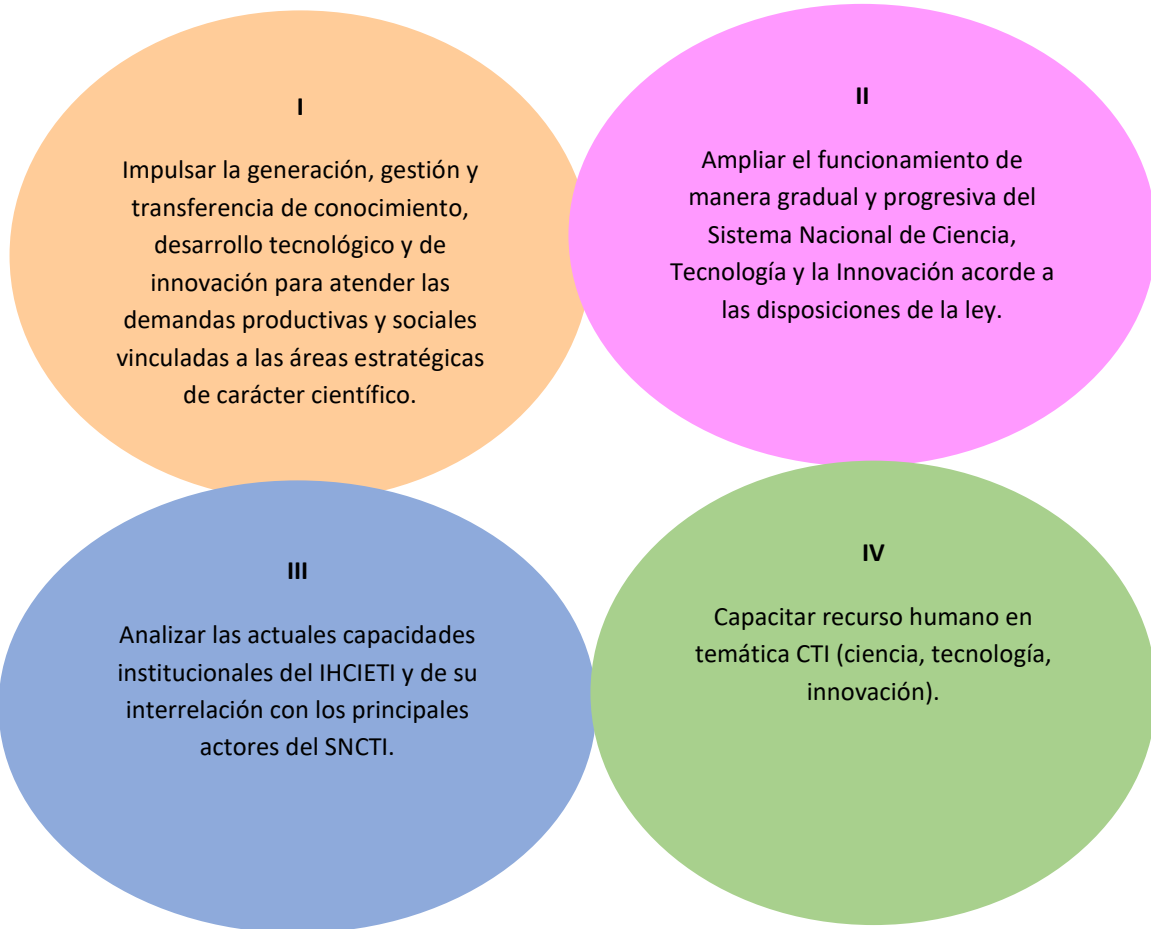 I
Impulsar la generación, gestión y
transferencia de conocimiento,
desarrollo tecnológico y de
innovación para atender las
demandas productivas y sociales
vinculadas a las áreas estratégicas
de carácter científico.
II
Ampliar el funcionamiento de
manera gradual y progresiva del
Sistema Nacional de Ciencia,
Tecnología y la Innovación acorde a
las disposiciones de la ley.
III
Analizar las actuales capacidades
institucionales del IHCIETI y de su
interrelación con los principales
actores del SNCTI.
IV
Capacitar recurso humano en
temática CTI (ciencia, tecnología,
innovación).